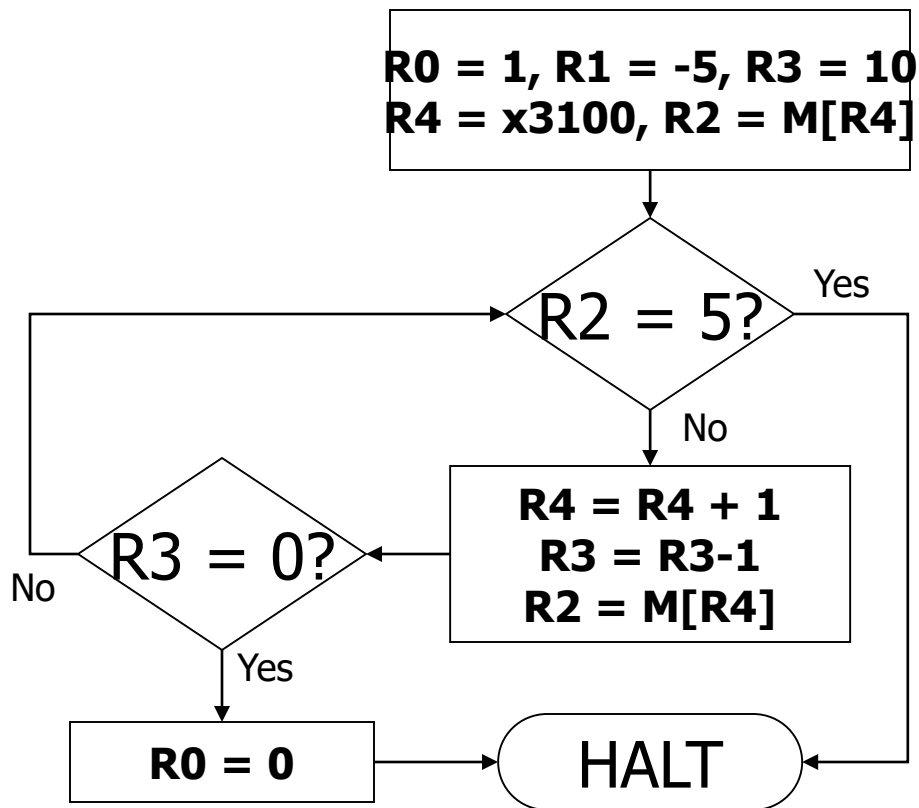 R0 = 1, R1 = -5, R3 = 10
R4 = x3100, R2 = M[R4]
R2 = 5?
Yes
No
R4 = R4 + 1
R3 = R3-1
R2 = M[R4]
R3 = 0?
No
Yes
R0 = 0
HALT